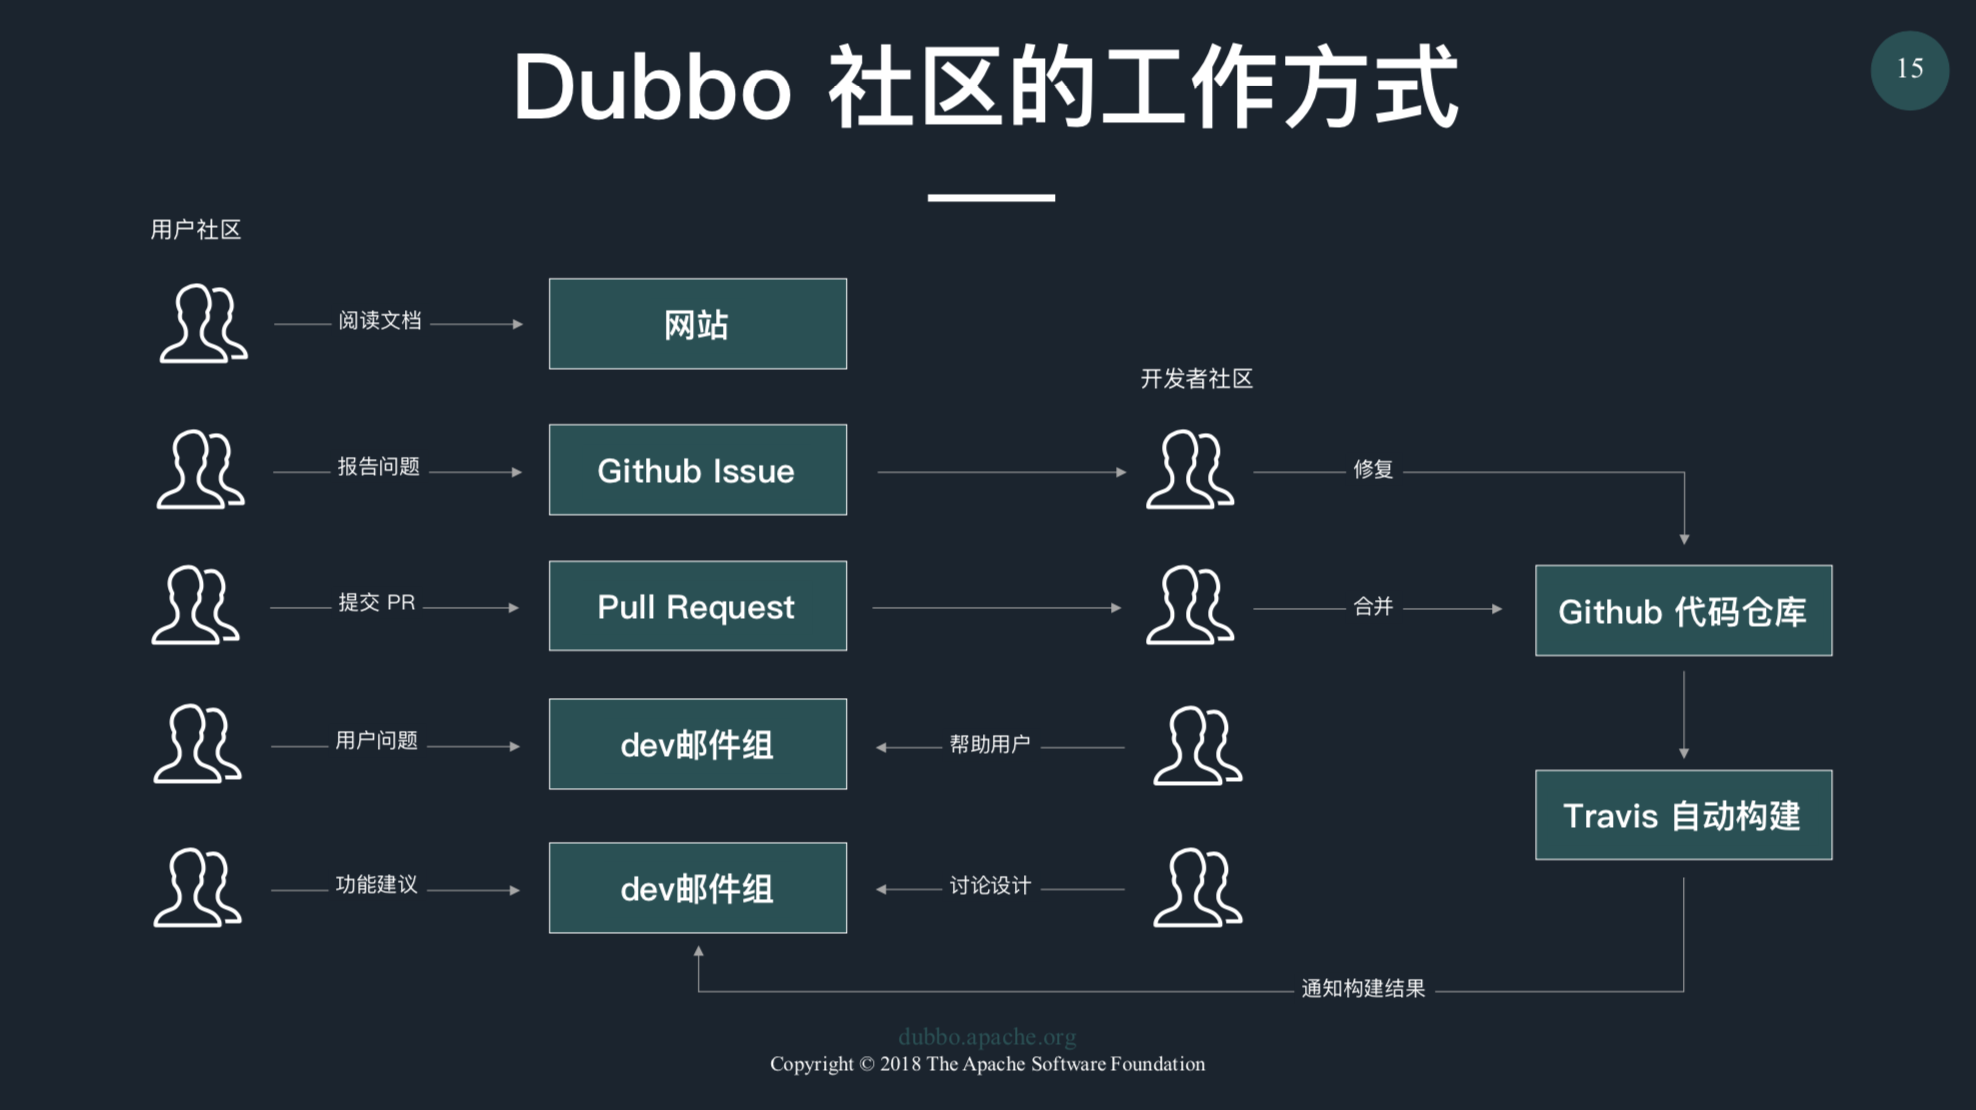 Dubbo 社区的工作方式
15
用户社区
阅读文档
网站
开发者社区
报告问题
Github Issue
修复
提交 PR
Pull Request
合并
Github 代码仓库
用户问题
dev邮件组
帮助用户
Travis 自动构建
功能建议
dev邮件组
讨论设计
通知构建结果
dubbo.apache.org
Copyright © 2018 The Apache Software Foundation